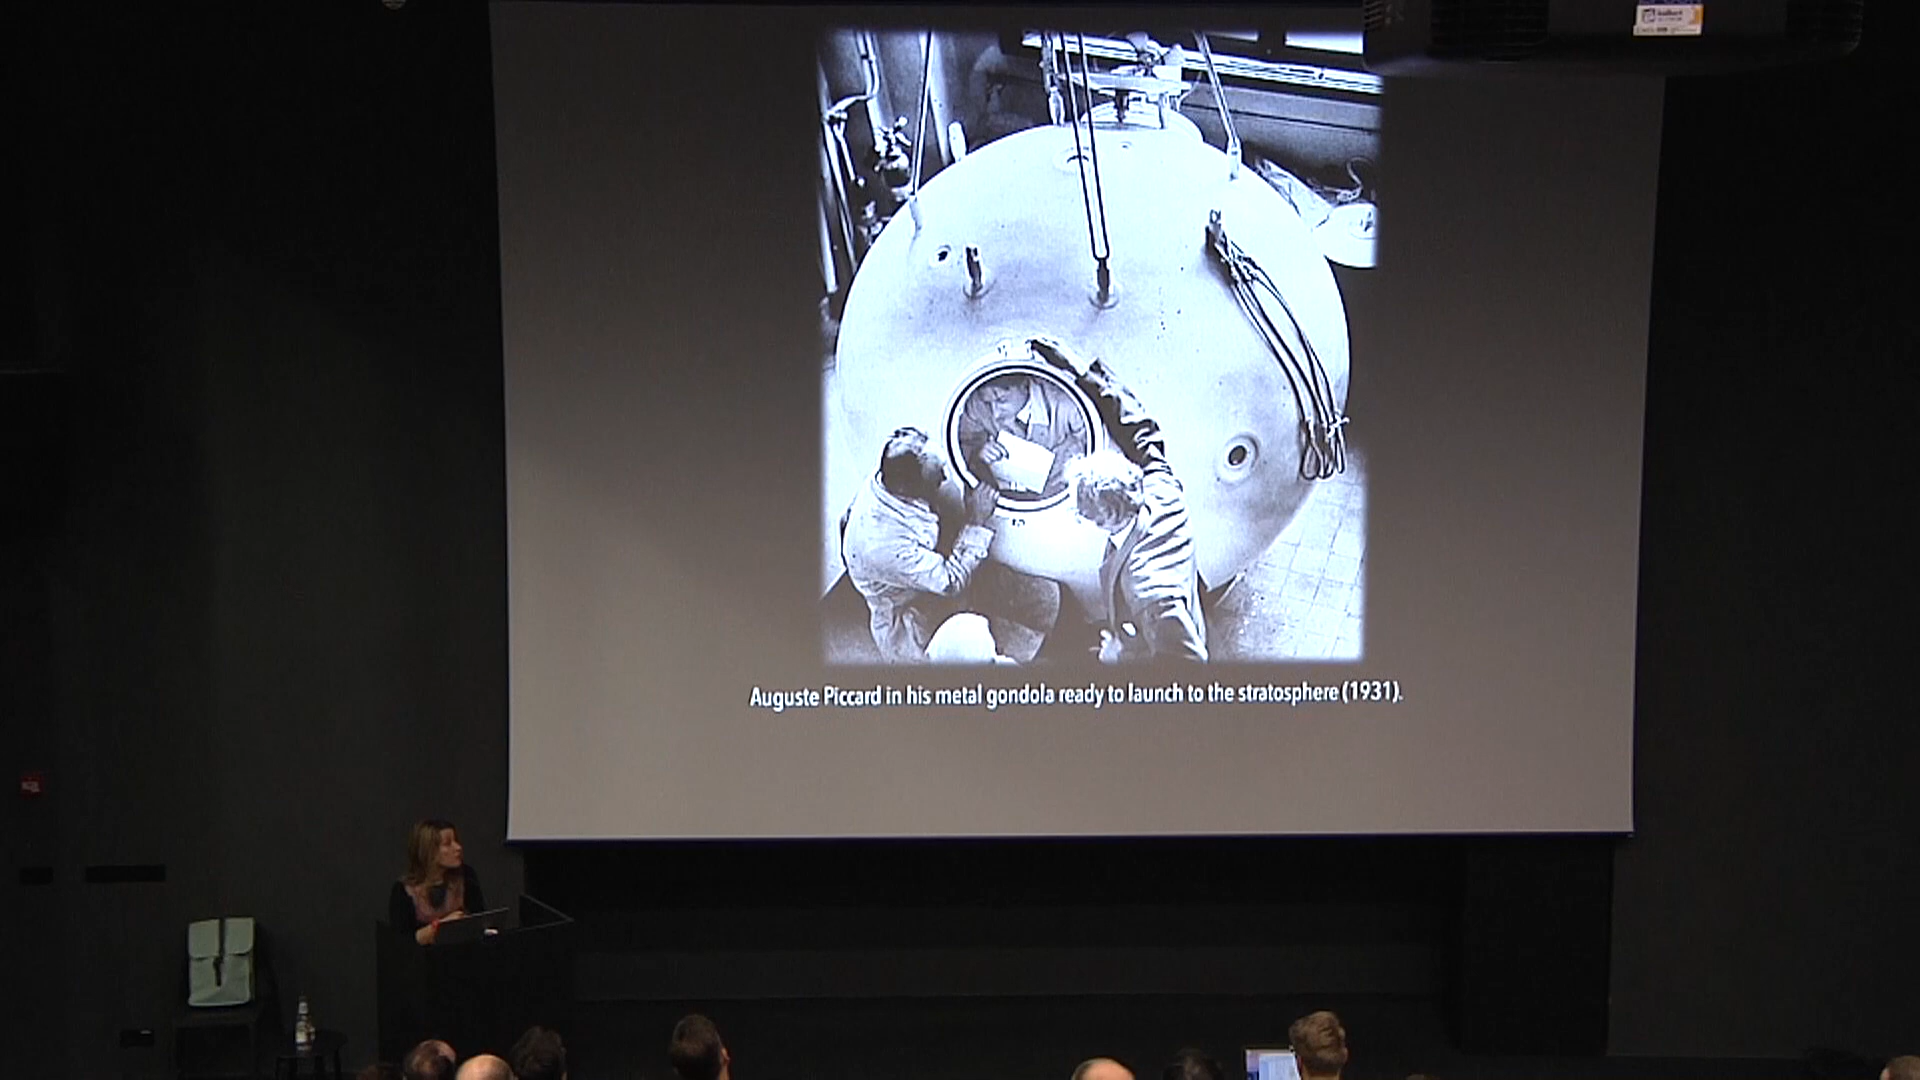 Auguste Piccard in his metal gondola ready to launch to the stratosphere (1931).